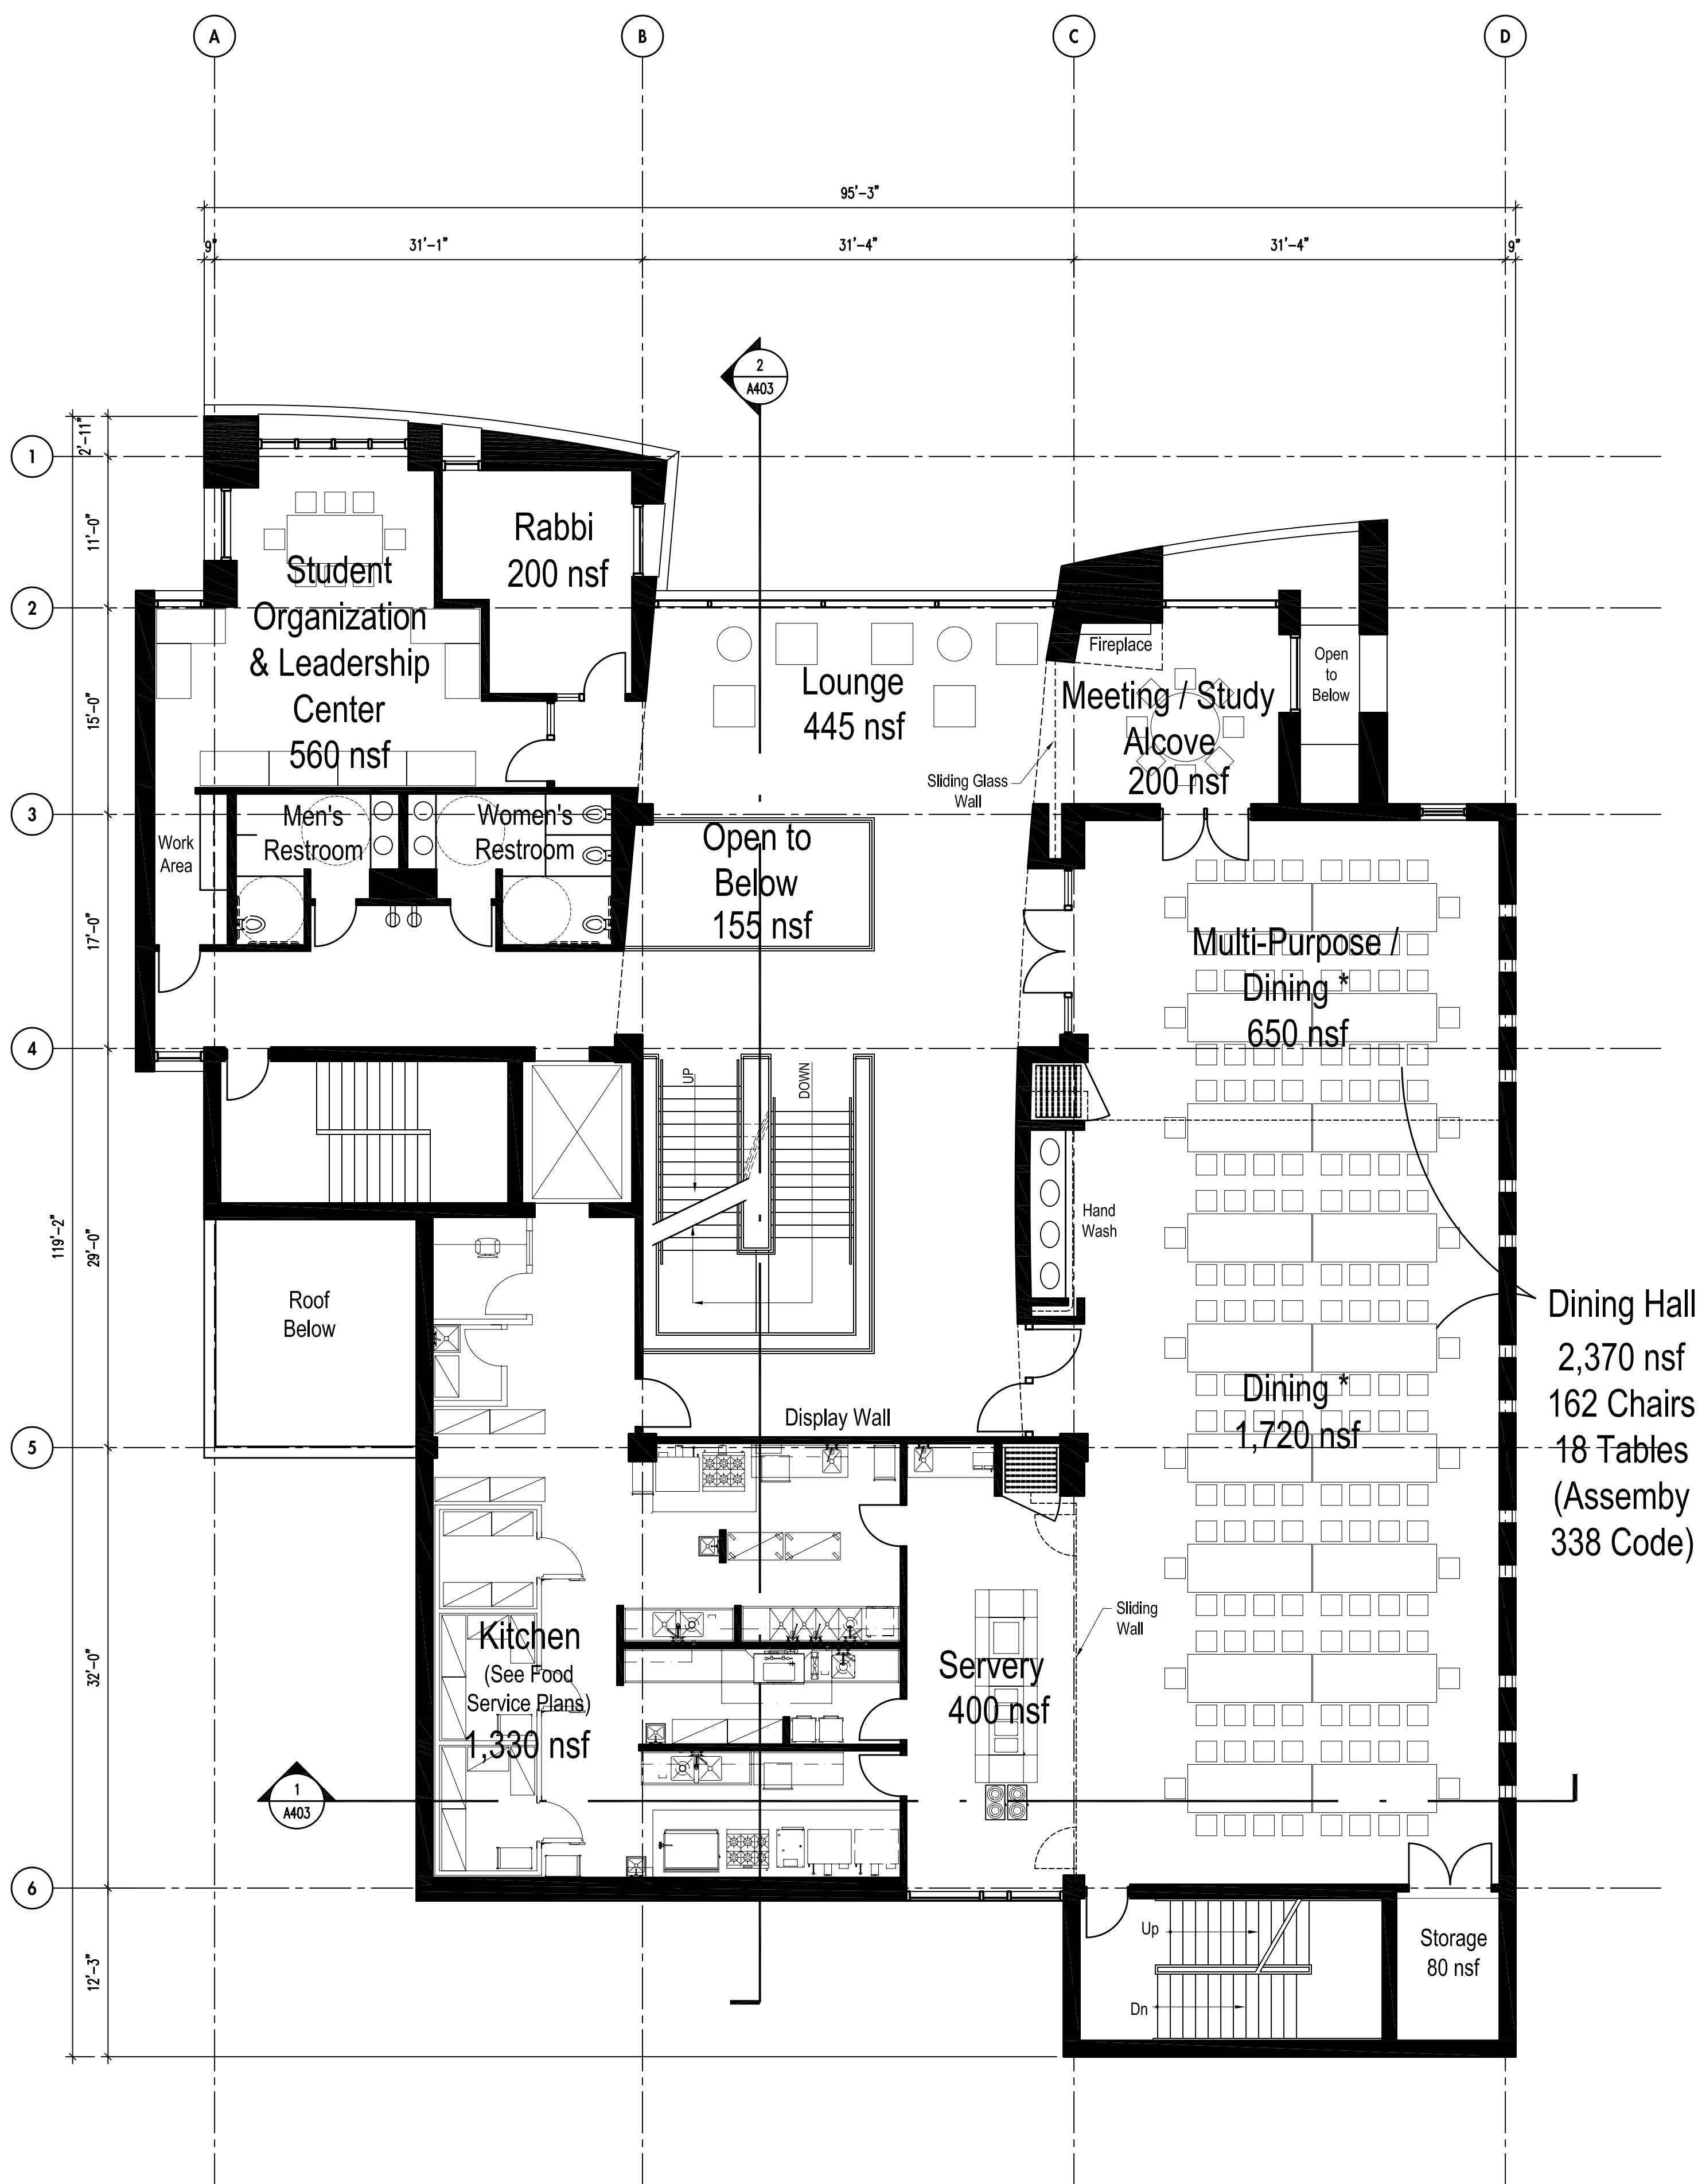 A
B
C
D
95'-3"
9"
31'-1"
31'-4"
31'-4"
9"
2
A403
2'-11"
1
11'-0"
2
15'-0"
3
17'-0"
4
119'-2"
29'-0"
5
32'-0"
6
12'-3"
Student
Organization
& Leadership
Center
560 nsf
Rabbi
200 nsf
Lounge
445 nsf
Fireplace
Meeting / Study
Alcove
200 nsf
Open
to
Below
Sliding Glass
Wall
Work
Area
Men's
Restroom
Women's
Restroom
Open to
Below
155 nsf
Multi-Purpose /
Dining *
650 nsf
UP
DOWN
Hand
Wash
Roof
Below
Dining Hall
2,370 nsf
162 Chairs
18 Tables
(Assemby
338 Code)
Dining *
1,720 nsf
Display Wall
Kitchen
(See Food
Service Plans)
1,330 nsf
Servery
400 nsf
Sliding
Wall
1
A403
Up
Dn
Storage
80 nsf